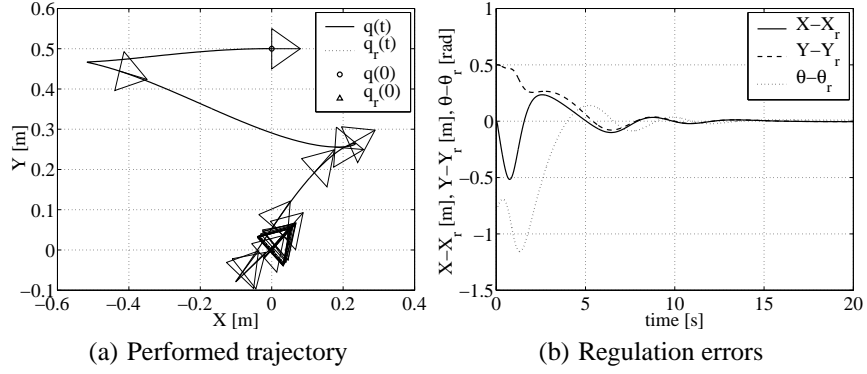 0.6
0.5
0.4
0.3
0.2
0.1
0
−0.1
Y [m]
−0.6 −0.4 −0.2 0 0.2 0.4
X [m]
q(t)
q_r(t)
q(0)
q_r(0)
(a) Performed trajectory
1
0.5
0
−0.5
−1
−1.5
X−X_r [m], Y−Y_r [m], θ−θ_r [rad]
0 5 10 15 20
time [s]
X−X_r
Y−Y_r
θ−θ_r
(b) Regulation errors